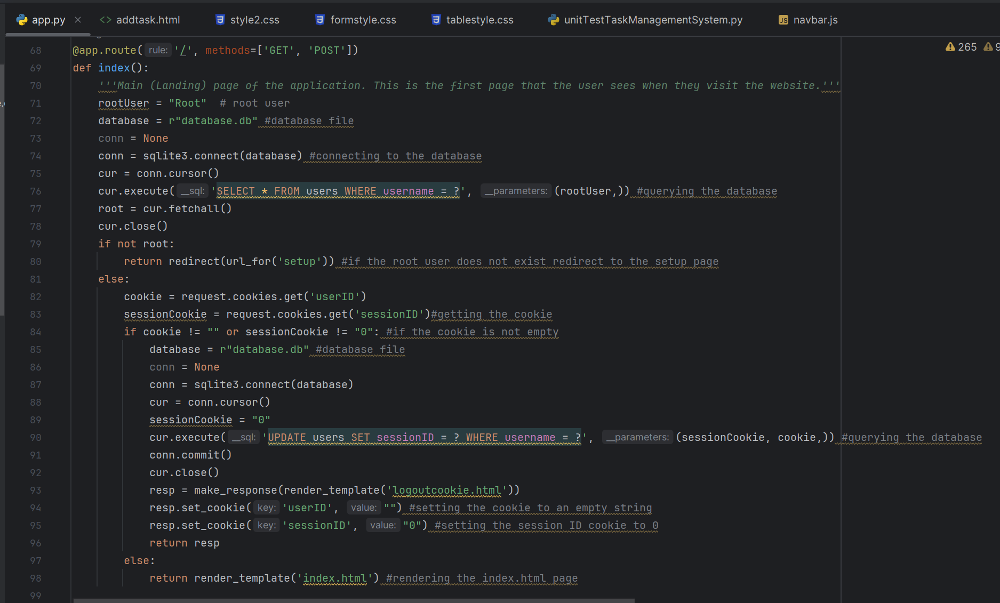 app.py
addtask.html
style2.css
formstyle.css
tablestyle.css
unitTestTaskManagementSystem.py
JS navbar.js
265
9
68 @app.route( rule: '/', methods=['GET', 'POST'])
69 def index():
70 '''Main (Landing) page of the application. This is the first page that the user sees when they visit the website.'''
71 rootUser = "Root"  # root user
72 database = r"database.db" #database file
73 conn = None
74 conn = sqlite3.connect(database) #connecting to the database
75 cur = conn.cursor()
76 cur.execute( __sql: 'SELECT * FROM users WHERE username = ?', __parameters: (rootUser,)) #querying the database
77 root = cur.fetchall()
78 cur.close()
79 if not root:
80 return redirect(url_for('setup')) #if the root user does not exist redirect to the setup page
81 else:
82 cookie = request.cookies.get('userID')
83 sessionCookie = request.cookies.get('sessionID')#getting the cookie
84 if cookie != "" or sessionCookie != "0": #if the cookie is not empty
85 database = r"database.db" #database file
86 conn = None
87 conn = sqlite3.connect(database)
88 cur = conn.cursor()
89 sessionCookie = "0"
90 cur.execute( __sql: 'UPDATE users SET sessionID = ? WHERE username = ?', __parameters: (sessionCookie, cookie,)) #querying the database
91 conn.commit()
92 cur.close()
93 resp = make_response(render_template('logoutcookie.html'))
94 resp.set_cookie( key: 'userID', value: "") #setting the cookie to an empty string
95 resp.set_cookie( key: 'sessionID', value: "0") #setting the session ID cookie to 0
96 return resp
97 else:
98 return render_template('index.html') #rendering the index.html page
99